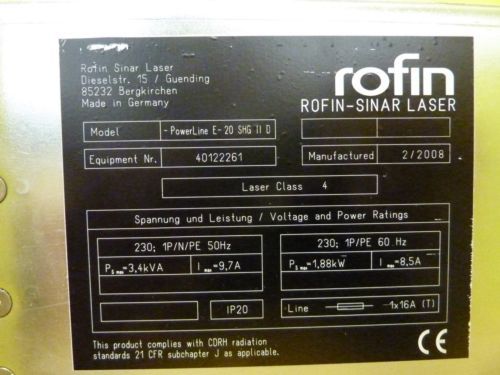 Rofin Sinar Laser
Dieselstr. 15 / Guending
85232 Bergkirchen
Made in Germany
rofin
ROFIN-SINAR LASER
Model - PowerLine E-20 SHG II D
Equipment Nr. 40122261
Manufactured 2/2008
Laser Class 4
Spannung und Leistung / Voltage and Power Ratings
230; 1P/N/PE 50Hz
230; 1P/PE 60 Hz
PS max=3.4kVA I max=9,7A
PS max=1,88kW I max=8,5A
IP20
Line 1x16A (T)
This product complies with CDRH radiation
standards 21 CFR subchapter J as applicable.
CE